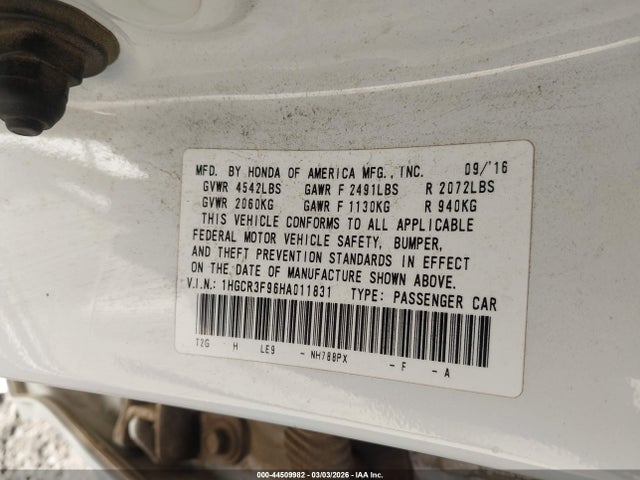 MFD. BY HONDA OF AMERICA MFG., INC. 09/'16
GVWR 4542LBS GAWR F 2491LBS R 2072LBS
GVWR 2060KG GAWR F 1130KG R 940KG
THIS VEHICLE CONFORMS TO ALL APPLICABLE
FEDERAL MOTOR VEHICLE SAFETY, BUMPER,
AND THEFT PREVENTION STANDARDS IN EFFECT
ON THE DATE OF MANUFACTURE SHOWN ABOVE.
V.I.N.: 1HGCR3F96HA011831 TYPE: PASSENGER CAR
T2G H LE9 - NH788PX - F - A
000-44509982 - 03/03/2026 - IAA Inc.